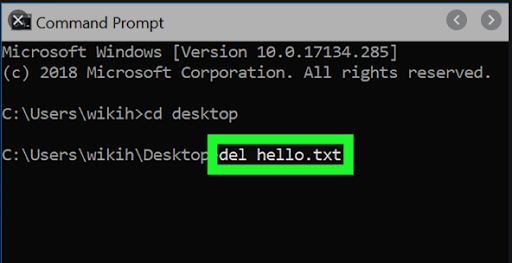 Command Prompt
Microsoft Windows [Version 10.0.17134.285]
(c) 2018 Microsoft Corporation. All rights reserved.
C:\Users\wikih>cd desktop
C:\Users\wikih\Desktop del hello.txt